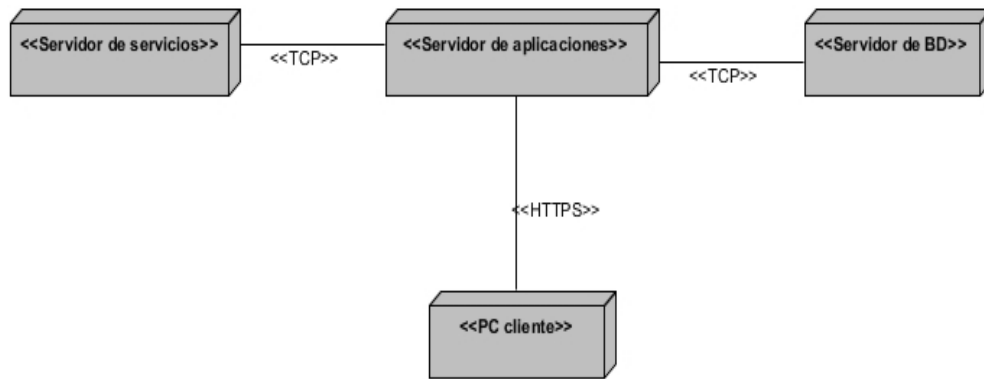 <<Servidor de servicios>>
<<TCP>>
<<Servidor de aplicaciones>>
<<TCP>>
<<Servidor de BD>>
<<HTTPS>>
<<PC cliente>>